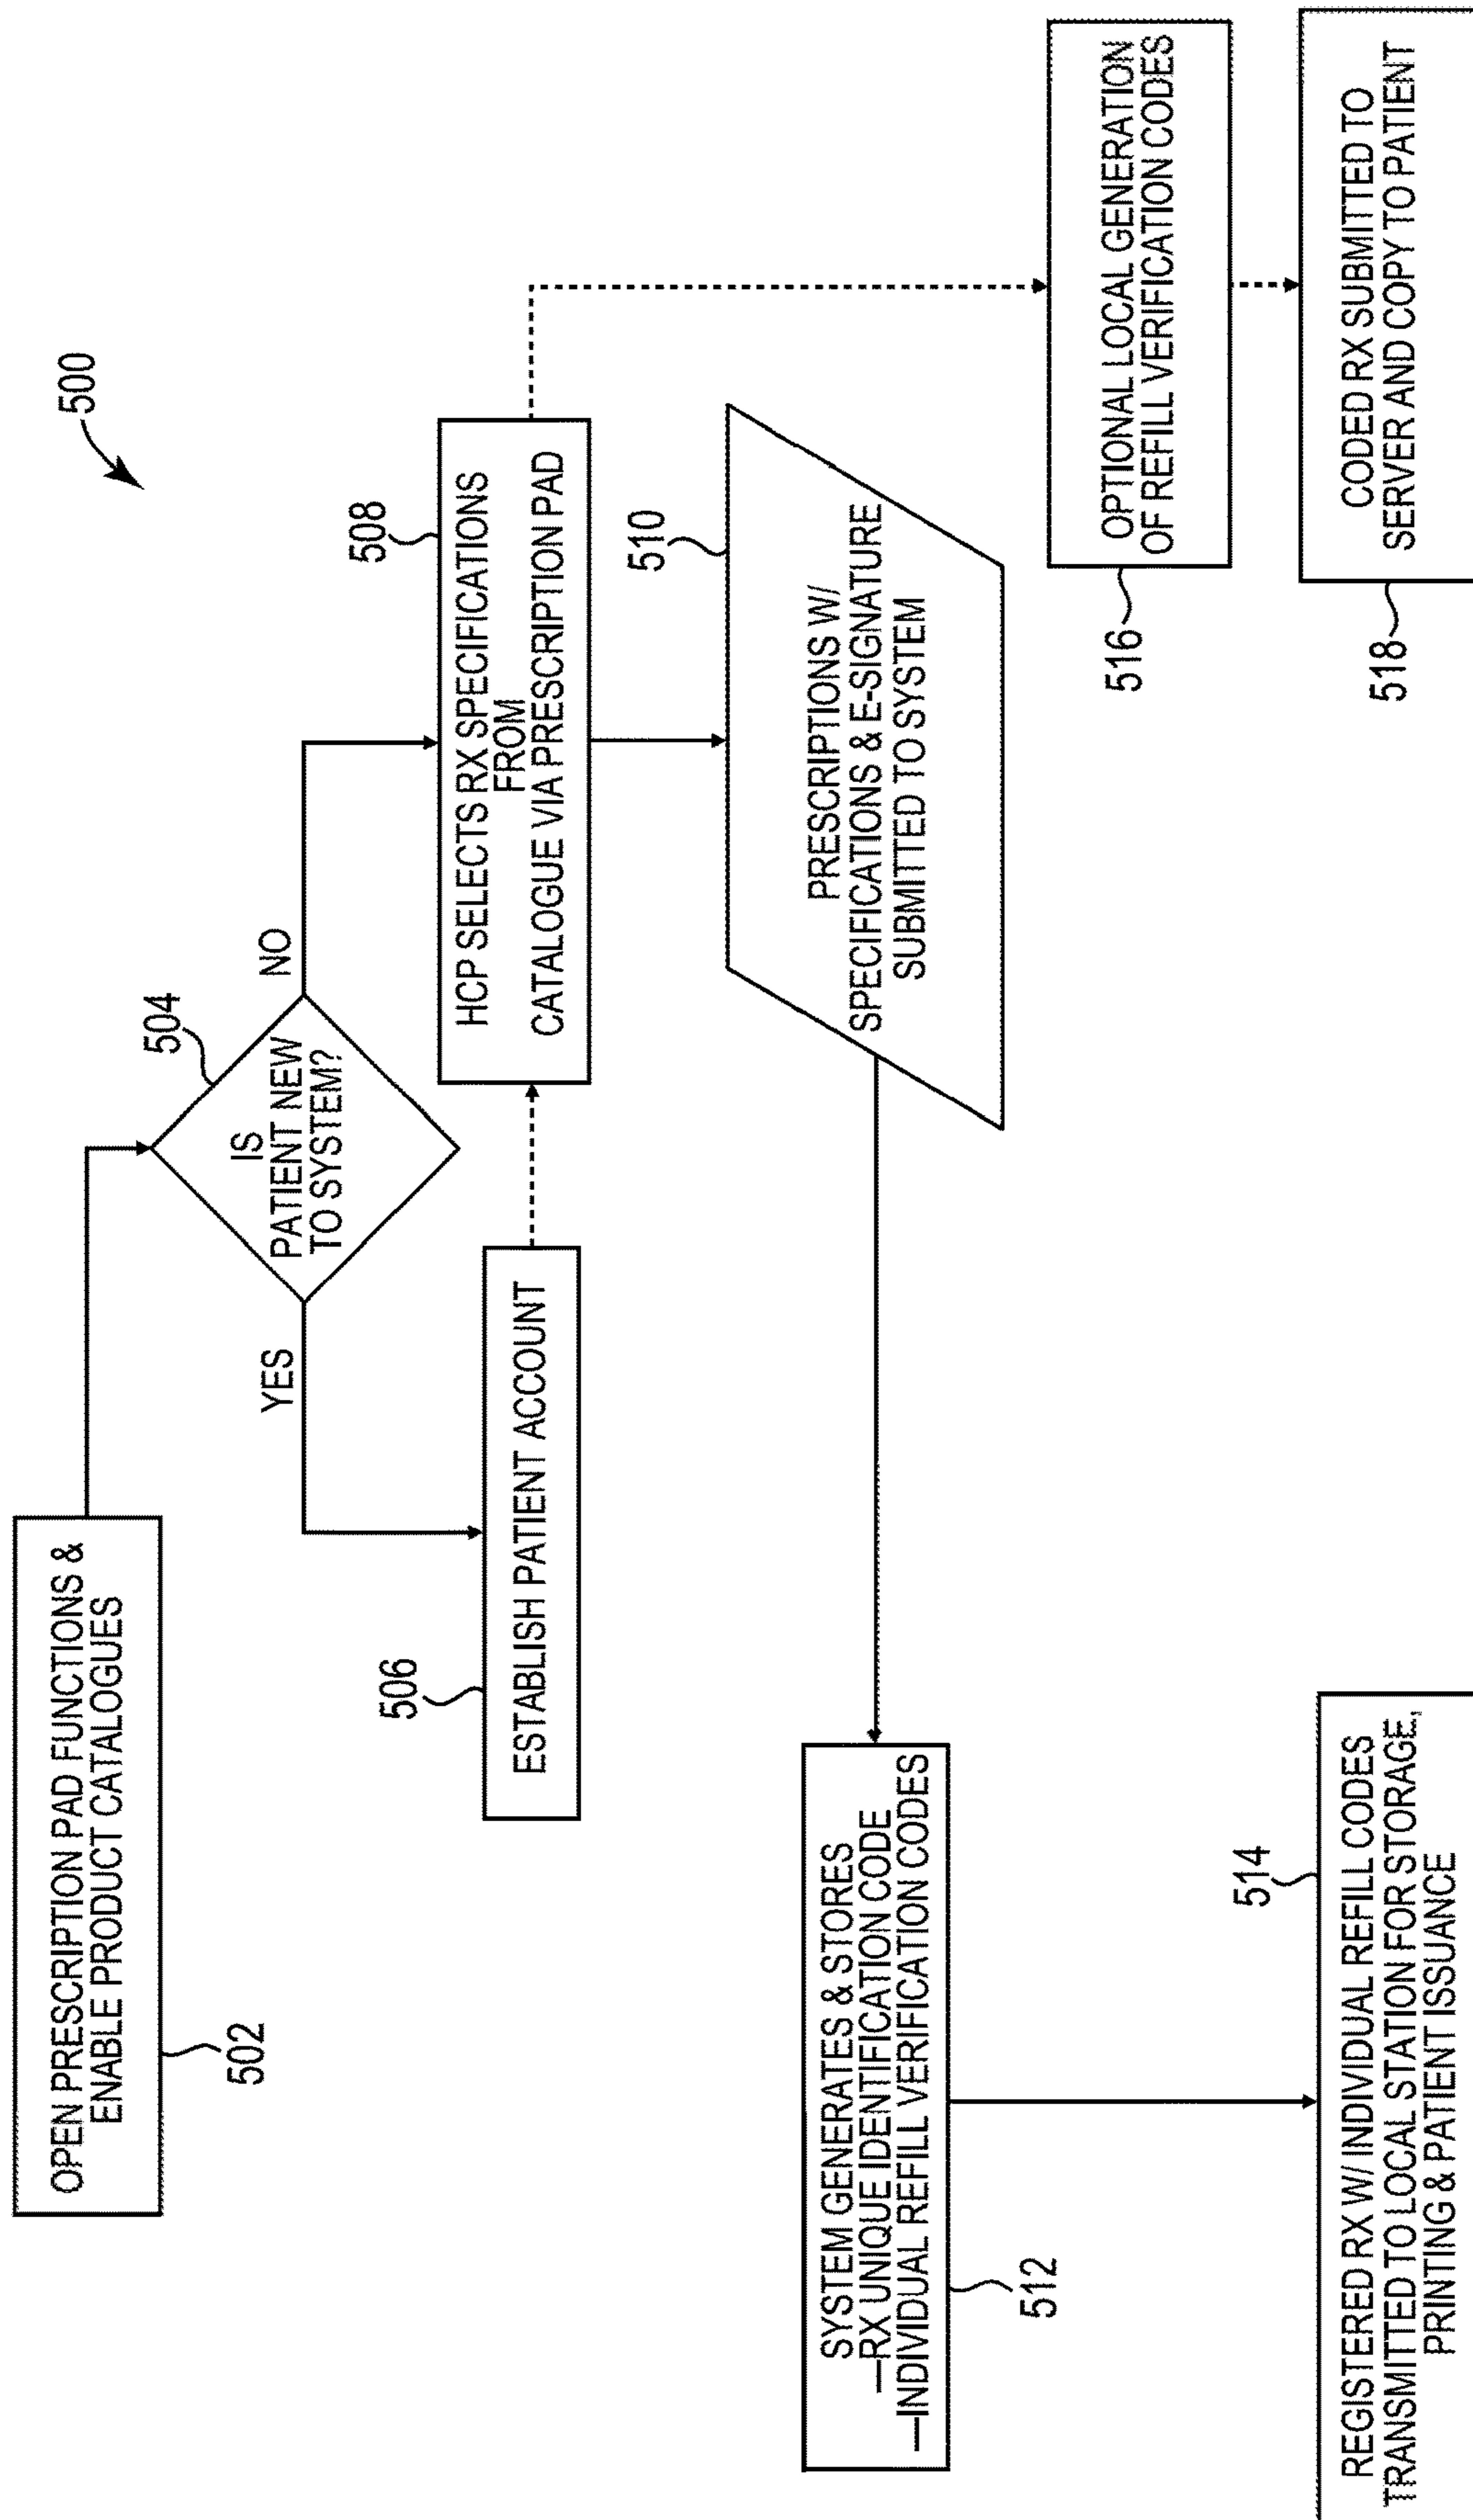 500
OPEN PRESCRIPTION PAD FUNCTIONS &
ENABLE PRODUCT CATALOGUES
502
504
IS
PATIENT NEW
TO SYSTEM?
YES
NO
506
ESTABLISH PATIENT ACCOUNT
508
HCP SELECTS RX SPECIFICATIONS
FROM
CATALOGUE VIA PRESCRIPTION PAD
510
PRESCRIPTIONS W/
SPECIFICATIONS & E-SIGNATURE
SUBMITTED TO SYSTEM
SYSTEM GENERATES & STORES
—RX UNIQUE IDENTIFICATION CODE
—INDIVIDUAL REFILL VERIFICATION CODES
512
514
REGISTERED RX W/ INDIVIDUAL REFILL CODES
TRANSMITTED TO LOCAL STATION FOR STORAGE,
PRINTING & PATIENT ISSUANCE
OPTIONAL LOCAL GENERATION
OF REFILL VERIFICATION CODES
516
CODED RX SUBMITTED TO
SERVER AND COPY TO PATIENT
518